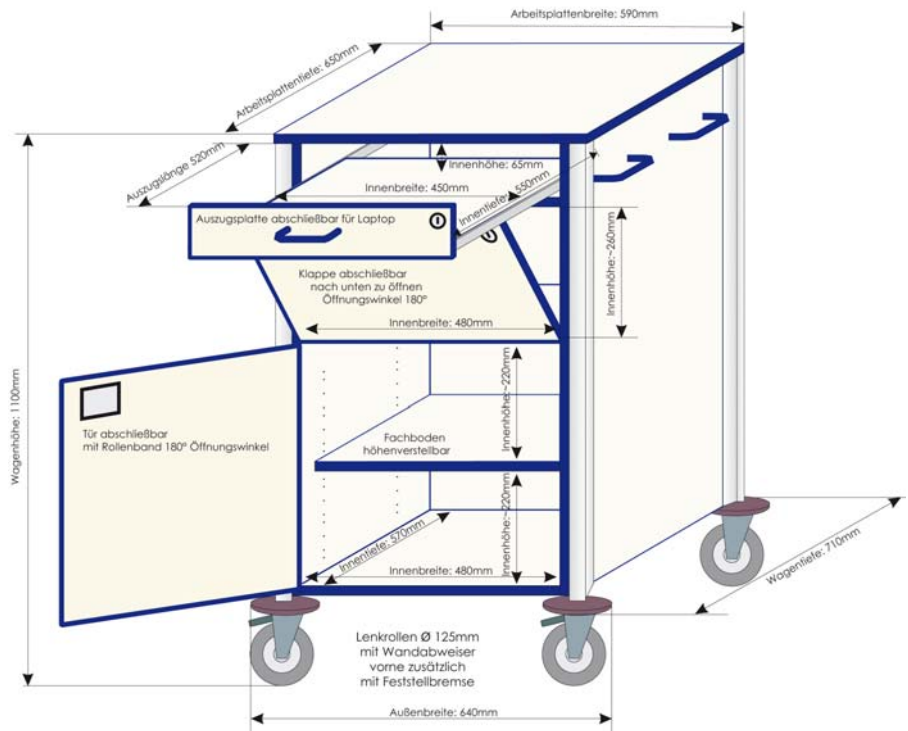 Arbeitsplattenbreite: 590mm
Arbeitsplattentiefe: 650mm
Auszugslänge 520mm
Innenhöhe: 65mm
Innenbreite: 450mm
Innentiefe: 550mm
Auszugsplatte abschließbar für Laptop
Innenhöhe:~260mm
Klappe abschließbar
nach unten zu öffnen
Öffnungswinkel 180°
Innenbreite: 480mm
Wagenhöhe: 1100mm
Innenhöhe:~220mm
Tür abschließbar
mit Rollenband 180° Öffnungswinkel
Fachboden
höhenverstellbar
Innenhöhe:~220mm
Innentiefe: 570mm
Innenbreite: 480mm
Wagentiefe: 710mm
Lenkrollen Ø 125mm
mit Wandabweiser
vorne zusätzlich
mit Feststellbremse
Außenbreite: 640mm